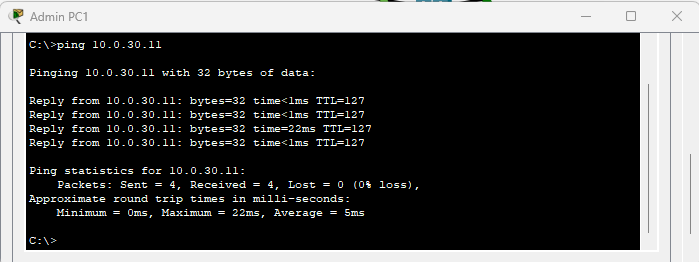 Admin PC1
C:\>ping 10.0.30.11
Pinging 10.0.30.11 with 32 bytes of data:
Reply from 10.0.30.11: bytes=32 time<1ms TTL=127
Reply from 10.0.30.11: bytes=32 time<1ms TTL=127
Reply from 10.0.30.11: bytes=32 time=22ms TTL=127
Reply from 10.0.30.11: bytes=32 time<1ms TTL=127
Ping statistics for 10.0.30.11:
    Packets: Sent = 4, Received = 4, Lost = 0 (0% loss),
Approximate round trip times in milli-seconds:
    Minimum = 0ms, Maximum = 22ms, Average = 5ms
C:\>